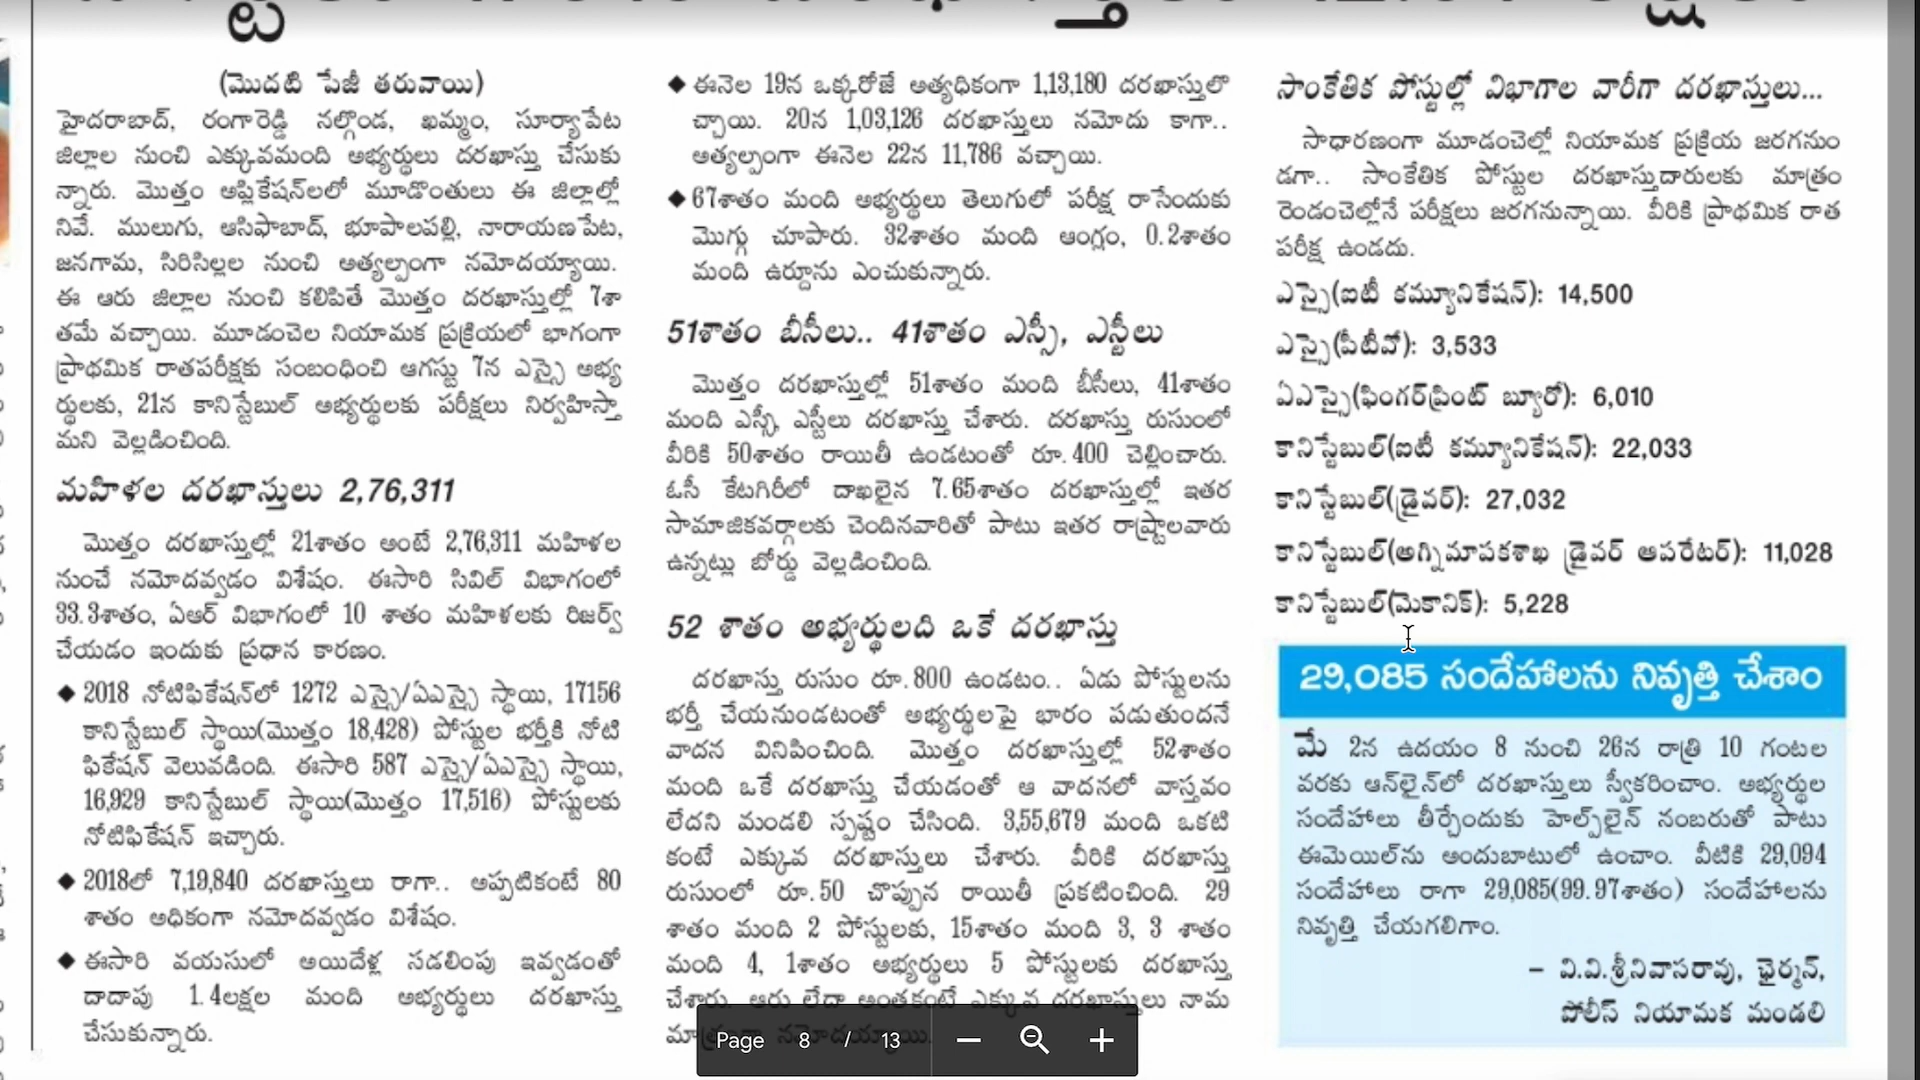 (మొదటి పేజీ తరువాయి)
హైదరాబాద్, రంగారెడ్డి నల్గొండ, ఖమ్మం, సూర్యాపేట
జిల్లాల నుంచి ఎక్కువమంది అభ్యర్థులు దరఖాస్తు చేసుకు
న్నారు. మొత్తం అప్లికేషన్‌లలో మూడొంతులు ఈ జిల్లాల్లో
నివే. ములుగు, ఆసిఫాబాద్, భూపాలపల్లి, నారాయణపేట,
జనగామ, సిరిసిల్లల నుంచి అత్యల్పంగా నమోదయ్యాయి.
ఈ ఆరు జిల్లాల నుంచి కలిపితే మొత్తం దరఖాస్తుల్లో 7శా
తమే వచ్చాయి. మూడంచెల నియామక ప్రక్రియలో భాగంగా
ప్రాథమిక రాతపరీక్షకు సంబంధించి ఆగస్టు 7న ఎస్సై అభ్య
ర్థులకు, 21న కానిస్టేబుల్ అభ్యర్థులకు పరీక్షలు నిర్వహిస్తా
మని వెల్లడించింది.
మహిళల దరఖాస్తులు 2,76,311
మొత్తం దరఖాస్తుల్లో 21శాతం అంటే 2,76,311 మహిళల
నుంచే నమోదవ్వడం విశేషం. ఈసారి సివిల్ విభాగంలో
33.3శాతం, ఏఆర్ విభాగంలో 10 శాతం మహిళలకు రిజర్వ్
చేయడం ఇందుకు ప్రధాన కారణం.
◆ 2018 నోటిఫికేషన్‌లో 1272 ఎస్సై/ఏఎస్సై స్థాయి, 17156
కానిస్టేబుల్ స్థాయి(మొత్తం 18,428) పోస్టుల భర్తీకి నోటి
ఫికేషన్ వెలువడింది. ఈసారి 587 ఎస్సై/ఏఎస్సై స్థాయి,
16,929 కానిస్టేబుల్ స్థాయి(మొత్తం 17,516) పోస్టులకు
నోటిఫికేషన్ ఇచ్చారు.
◆ 2018లో 7,19,840 దరఖాస్తులు రాగా.. అప్పటికంటే 80
శాతం అధికంగా నమోదవ్వడం విశేషం.
◆ ఈసారి వయసులో అయిదేళ్ల సడలింపు ఇవ్వడంతో
దాదాపు 1.4లక్షల మంది అభ్యర్థులు దరఖాస్తు
చేసుకున్నారు.
◆ ఈనెల 19న ఒక్కరోజే అత్యధికంగా 1,13,180 దరఖాస్తులొ
చ్చాయి. 20న 1,03,126 దరఖాస్తులు నమోదు కాగా..
అత్యల్పంగా ఈనెల 22న 11,786 వచ్చాయి.
◆ 67శాతం మంది అభ్యర్థులు తెలుగులో పరీక్ష రాసేందుకు
మొగ్గు చూపారు. 32శాతం మంది ఆంగ్లం, 0.2శాతం
మంది ఉర్దూను ఎంచుకున్నారు.
51శాతం బీసీలు.. 41శాతం ఎస్సీ, ఎస్టీలు
మొత్తం దరఖాస్తుల్లో 51శాతం మంది బీసీలు, 41శాతం
మంది ఎస్సీ, ఎస్టీలు దరఖాస్తు చేశారు. దరఖాస్తు రుసుంలో
వీరికి 50శాతం రాయితీ ఉండటంతో రూ.400 చెల్లించారు.
ఓసీ కేటగిరీలో దాఖలైన 7.65శాతం దరఖాస్తుల్లో ఇతర
సామాజికవర్గాలకు చెందినవారితో పాటు ఇతర రాష్ట్రాలవారు
ఉన్నట్లు బోర్డు వెల్లడించింది.
52 శాతం అభ్యర్థులది ఒకే దరఖాస్తు
దరఖాస్తు రుసుం రూ.800 ఉండటం.. ఏడు పోస్టులను
భర్తీ చేయనుండటంతో అభ్యర్థులపై భారం పడుతుందనే
వాదన వినిపించింది. మొత్తం దరఖాస్తుల్లో 52శాతం
మంది ఒకే దరఖాస్తు చేయడంతో ఆ వాదనలో వాస్తవం
లేదని మండలి స్పష్టం చేసింది. 3,55,679 మంది ఒకటి
కంటే ఎక్కువ దరఖాస్తులు చేశారు. వీరికి దరఖాస్తు
రుసుంలో రూ.50 చొప్పున రాయితీ ప్రకటించింది. 29
శాతం మంది 2 పోస్టులకు, 15శాతం మంది 3, 3 శాతం
మంది 4, 1శాతం అభ్యర్థులు 5 పోస్టులకు దరఖాస్తు
చేశారు. ఆరు లేదా అంతకంటే ఎక్కువ దరఖాస్తులు నామ
మాత్రంగా నమోదయ్యాయి.
సాంకేతిక పోస్టుల్లో విభాగాల వారీగా దరఖాస్తులు...
సాధారణంగా మూడంచెల్లో నియామక ప్రక్రియ జరగనుం
డగా.. సాంకేతిక పోస్టుల దరఖాస్తుదారులకు మాత్రం
రెండంచెల్లోనే పరీక్షలు జరగనున్నాయి. వీరికి ప్రాథమిక రాత
పరీక్ష ఉండదు.
ఎస్సై(ఐటీ కమ్యూనికేషన్): 14,500
ఎస్సై(పీటీవో): 3,533
ఏఎస్సై(ఫింగర్‌ప్రింట్ బ్యూరో): 6,010
కానిస్టేబుల్(ఐటీ కమ్యూనికేషన్): 22,033
కానిస్టేబుల్(డ్రైవర్): 27,032
కానిస్టేబుల్(అగ్నిమాపకశాఖ డ్రైవర్ ఆపరేటర్): 11,028
కానిస్టేబుల్(మెకానిక్): 5,228
29,085 సందేహాలను నివృత్తి చేశాం
మే 2న ఉదయం 8 నుంచి 26న రాత్రి 10 గంటల
వరకు ఆన్‌లైన్‌లో దరఖాస్తులు స్వీకరించాం. అభ్యర్థుల
సందేహాలు తీర్చేందుకు హెల్ప్‌లైన్ నంబరుతో పాటు
ఈమెయిల్‌ను అందుబాటులో ఉంచాం. వీటికి 29,094
సందేహాలు రాగా 29,085(99.97శాతం) సందేహాలను
నివృత్తి చేయగలిగాం.
– వి.వి.శ్రీనివాసరావు, ఛైర్మన్,
పోలీస్ నియామక మండలి
Page 8 / 13